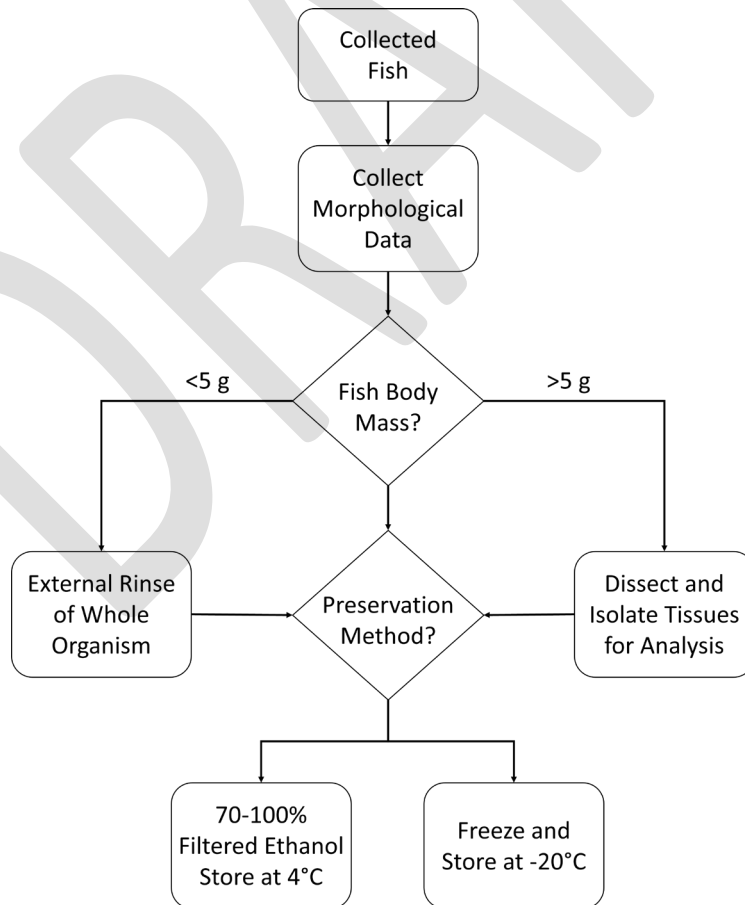 Collected
Fish
Collect
Morphological
Data
<5 g
>5 g
Fish Body
Mass?
External Rinse
of Whole
Organism
Preservation
Method?
Dissect and
Isolate Tissues
for Analysis
70-100%
Filtered Ethanol
Store at 4°C
Freeze and
Store at -20°C
DRA